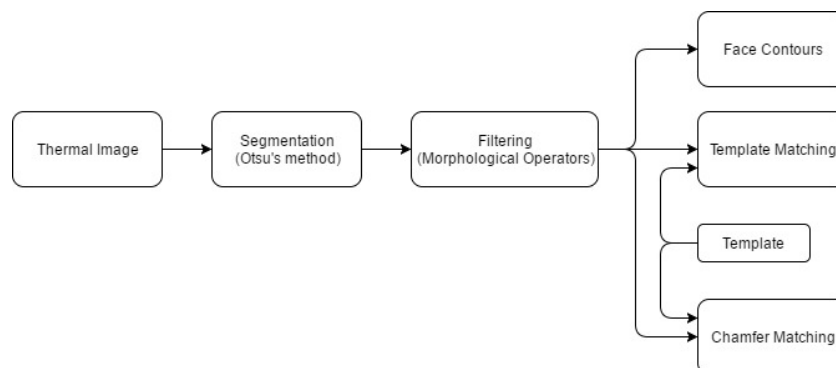 Face Contours
Thermal Image
Segmentation
(Otsu's method)
Filtering
(Morphological Operators)
Template Matching
Template
Chamfer Matching